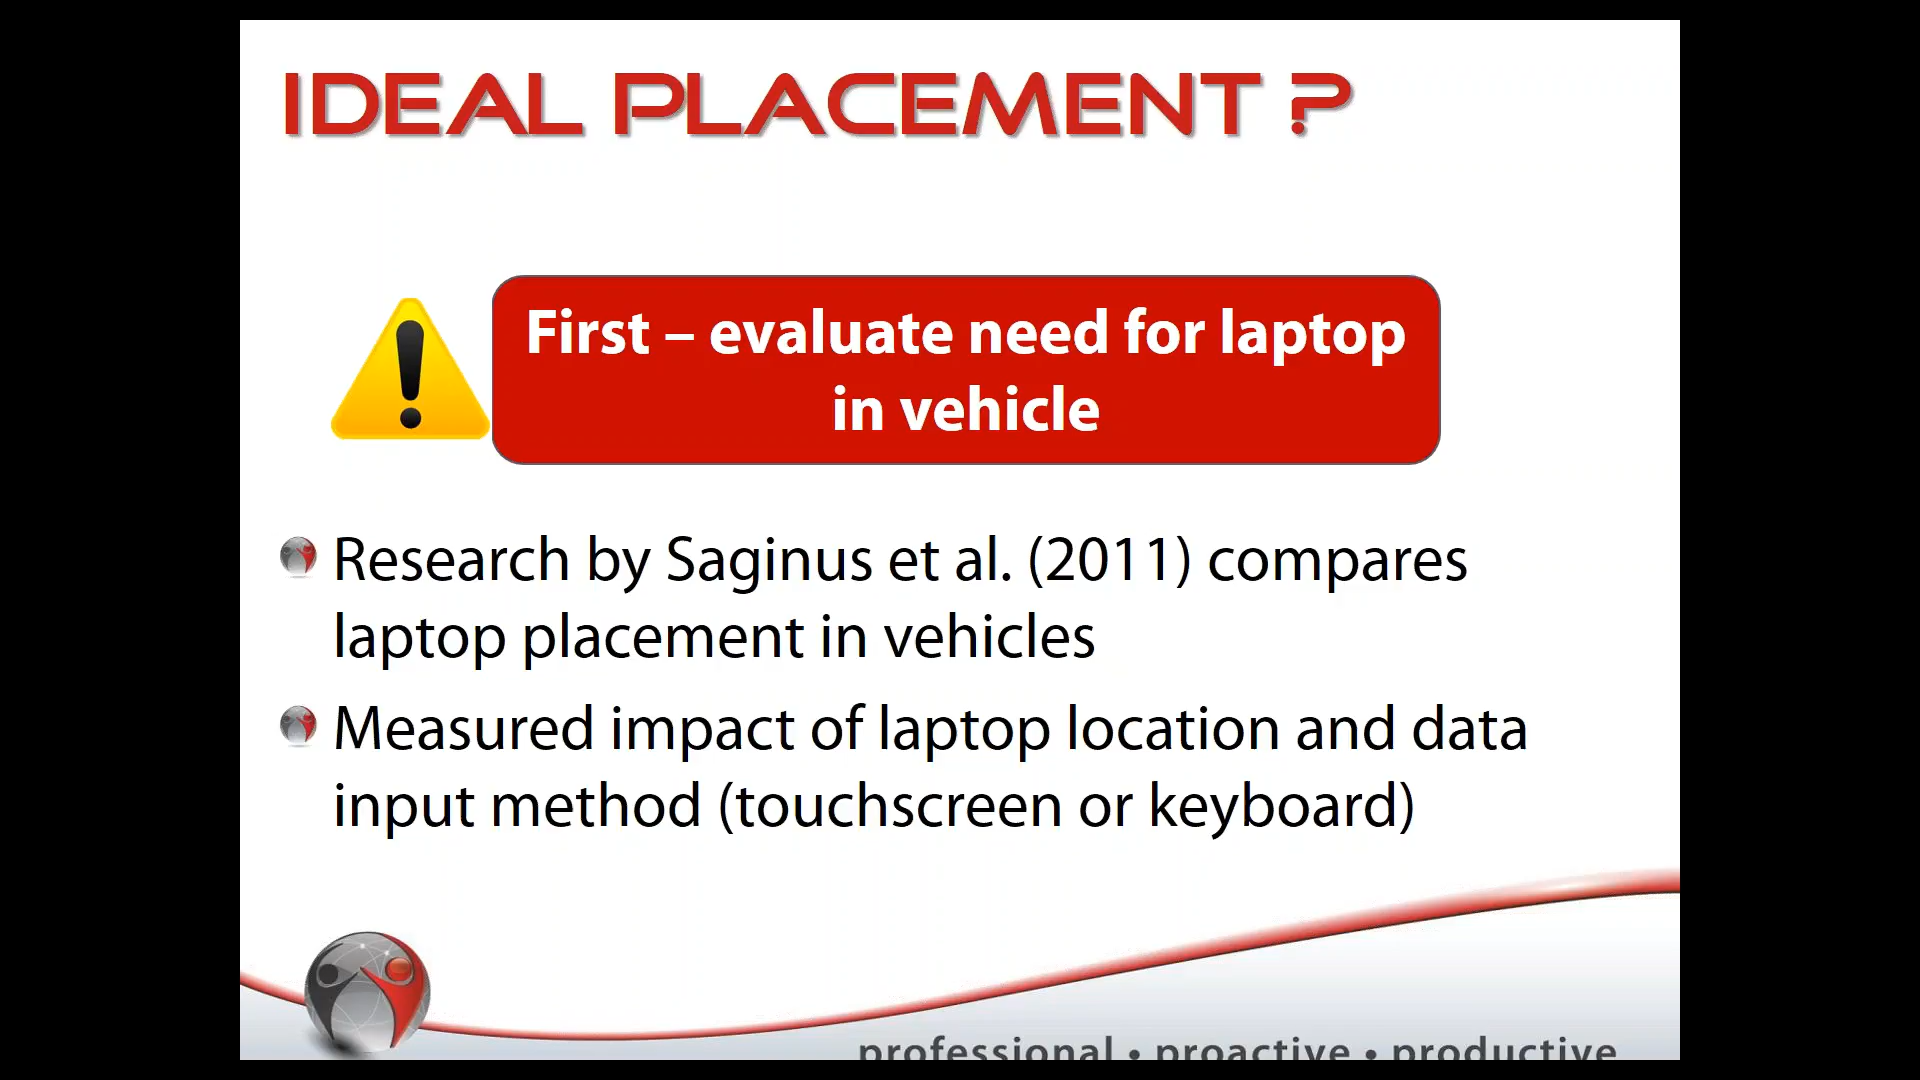 IDEAL PLACEMENT ?
First – evaluate need for laptop
in vehicle
Research by Saginus et al. (2011) compares
laptop placement in vehicles
Measured impact of laptop location and data
input method (touchscreen or keyboard)
professional • proactive • productive